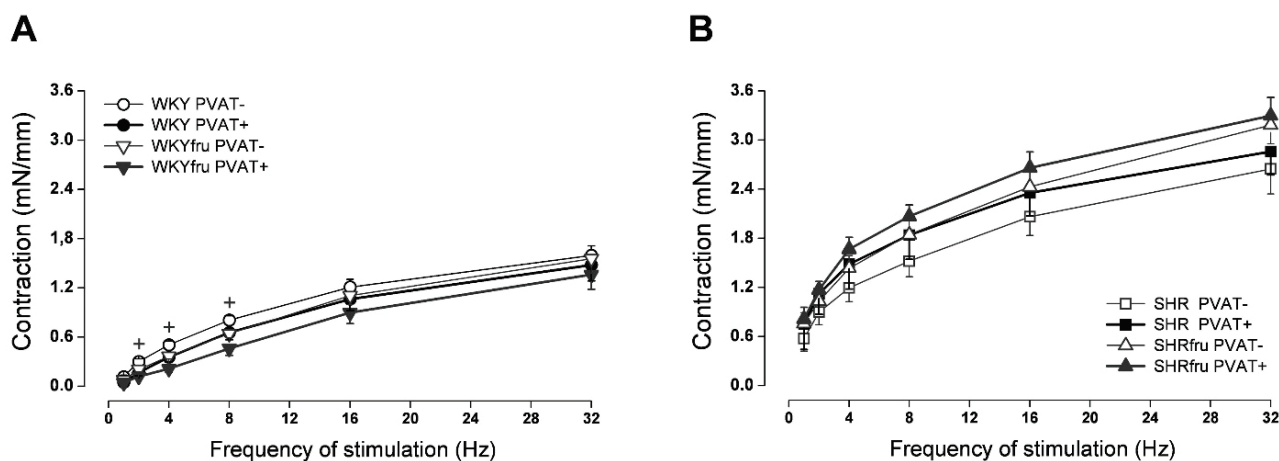 A
3.6
3.0
2.4
1.8
1.2
0.6
0.0
Contraction (mN/mm)
WKY PVAT-
WKY PVAT+
WKYfru PVAT-
WKYfru PVAT+
+
+
+
0 4 8 12 16 20 24 28 32
Frequency of stimulation (Hz)
B
3.6
3.0
2.4
1.8
1.2
0.6
0.0
Contraction (mN/mm)
SHR PVAT-
SHR PVAT+
SHRfru PVAT-
SHRfru PVAT+
0 4 8 12 16 20 24 28 32
Frequency of stimulation (Hz)